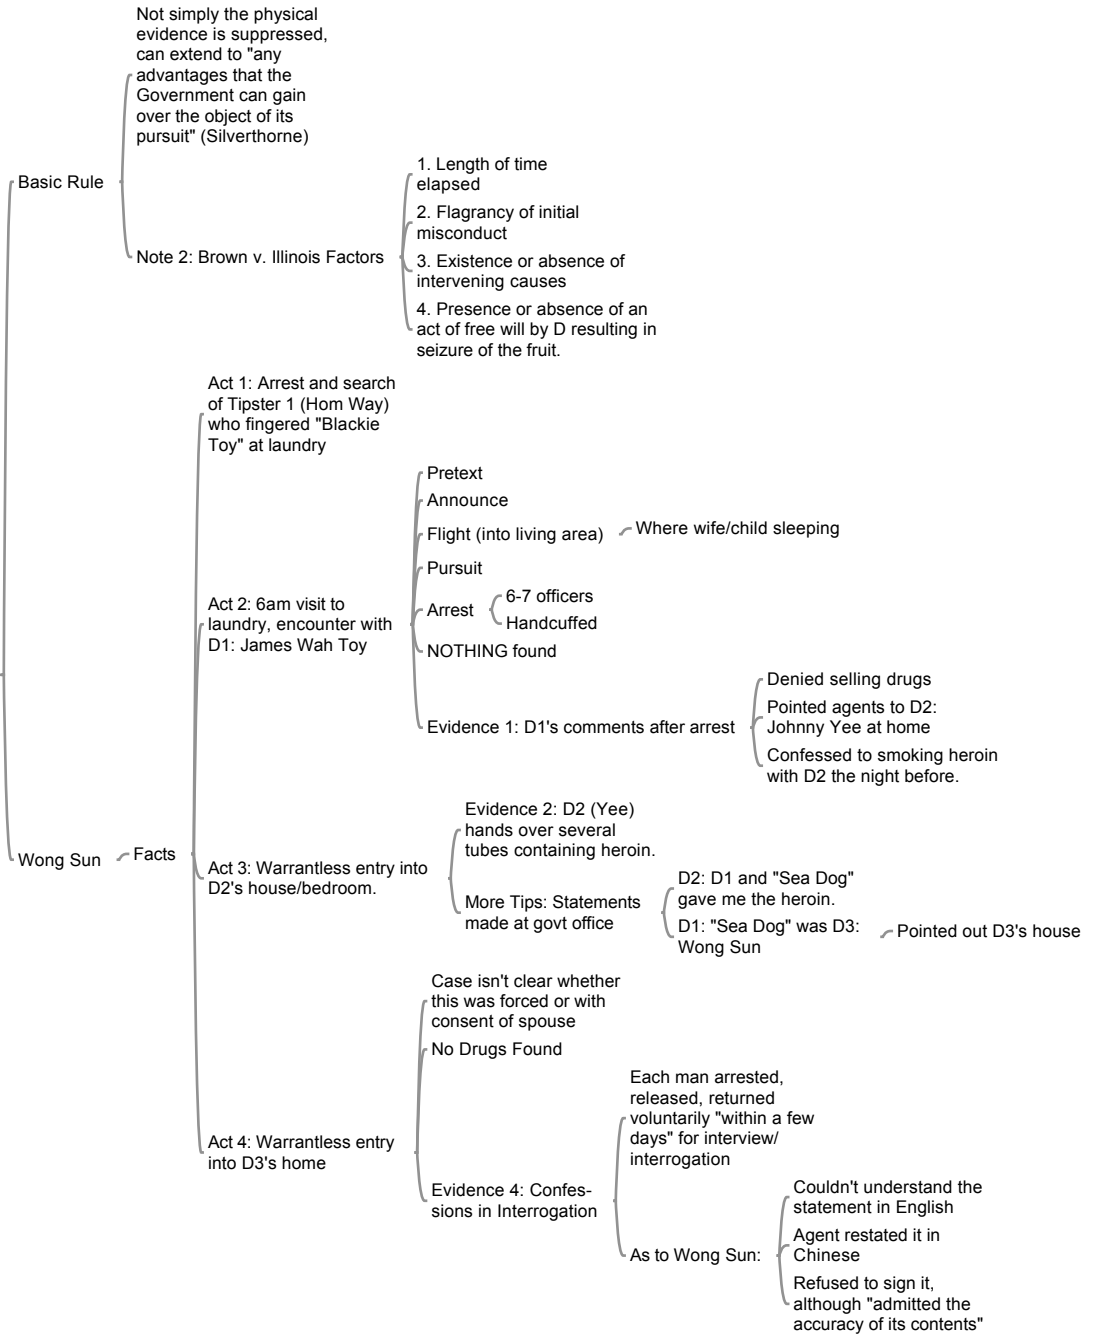 Not simply the physical
evidence is suppressed,
can extend to "any
advantages that the
Government can gain
over the object of its
pursuit" (Silverthorne)
Basic Rule
Note 2: Brown v. Illinois Factors
1. Length of time
elapsed
2. Flagrancy of initial
misconduct
3. Existence or absence of
intervening causes
4. Presence or absence of an
act of free will by D resulting in
seizure of the fruit.
Wong Sun
Facts
Act 1: Arrest and search
of Tipster 1 (Hom Way)
who fingered "Blackie
Toy" at laundry
Act 2: 6am visit to
laundry, encounter with
D1: James Wah Toy
Pretext
Announce
Flight (into living area)
Where wife/child sleeping
Pursuit
Arrest
6-7 officers
Handcuffed
NOTHING found
Evidence 1: D1's comments after arrest
Denied selling drugs
Pointed agents to D2:
Johnny Yee at home
Confessed to smoking heroin
with D2 the night before.
Act 3: Warrantless entry into
D2's house/bedroom.
Evidence 2: D2 (Yee)
hands over several
tubes containing heroin.
More Tips: Statements
made at govt office
D2: D1 and "Sea Dog"
gave me the heroin.
D1: "Sea Dog" was D3:
Wong Sun
Pointed out D3's house
Act 4: Warrantless entry
into D3's home
Case isn't clear whether
this was forced or with
consent of spouse
No Drugs Found
Evidence 4: Confes-
sions in Interrogation
Each man arrested,
released, returned
voluntarily "within a few
days" for interview/
interrogation
As to Wong Sun:
Couldn't understand the
statement in English
Agent restated it in
Chinese
Refused to sign it,
although "admitted the
accuracy of its contents"